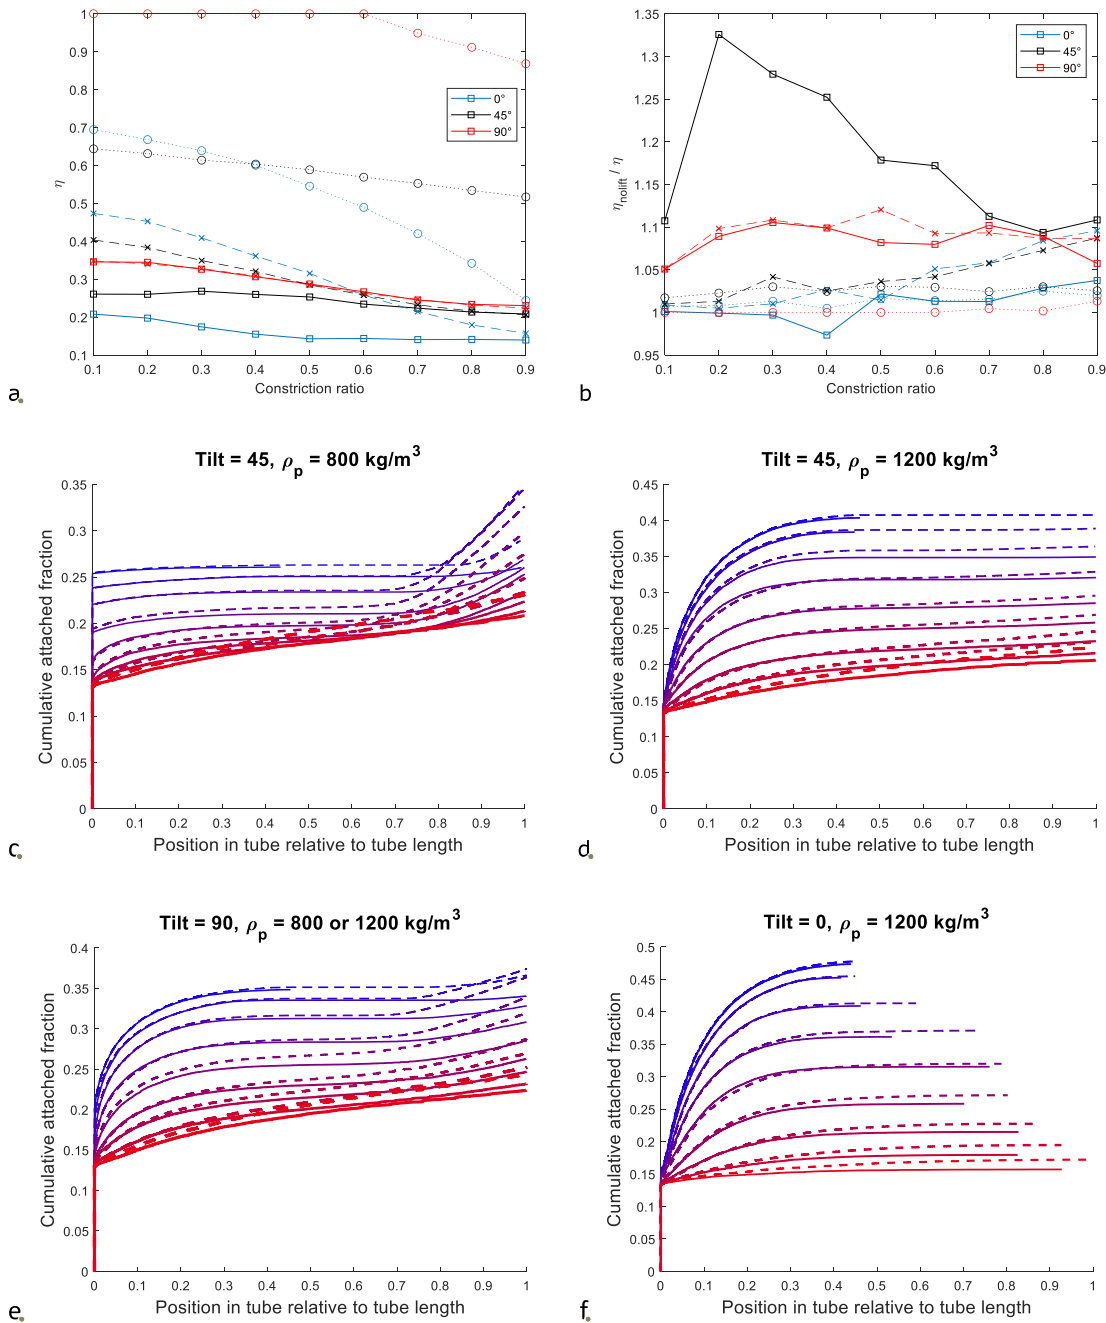 1
0.9
0.8
0.7
0.6
0.5
0.4
0.3
0.2
0.1
η
0°
45°
90°
0.1 0.2 0.3 0.4 0.5 0.6 0.7 0.8 0.9
Constriction ratio
a.
1.35
1.3
1.25
1.2
1.15
1.1
1.05
1
0.95
η_nolift / η
0°
45°
90°
0.1 0.2 0.3 0.4 0.5 0.6 0.7 0.8 0.9
Constriction ratio
b
Tilt = 45, ρ_p = 800 kg/m³
0.35
0.3
0.25
0.2
0.15
0.1
0.05
0
Cumulative attached fraction
0 0.1 0.2 0.3 0.4 0.5 0.6 0.7 0.8 0.9 1
Position in tube relative to tube length
c.
Tilt = 45, ρ_p = 1200 kg/m³
0.45
0.4
0.35
0.3
0.25
0.2
0.15
0.1
0.05
0
Cumulative attached fraction
0 0.1 0.2 0.3 0.4 0.5 0.6 0.7 0.8 0.9 1
Position in tube relative to tube length
d.
Tilt = 90, ρ_p = 800 or 1200 kg/m³
0.4
0.35
0.3
0.25
0.2
0.15
0.1
0.05
0
Cumulative attached fraction
0 0.1 0.2 0.3 0.4 0.5 0.6 0.7 0.8 0.9 1
Position in tube relative to tube length
e.
Tilt = 0, ρ_p = 1200 kg/m³
0.5
0.45
0.4
0.35
0.3
0.25
0.2
0.15
0.1
0.05
0
Cumulative attached fraction
0 0.1 0.2 0.3 0.4 0.5 0.6 0.7 0.8 0.9 1
Position in tube relative to tube length
f.